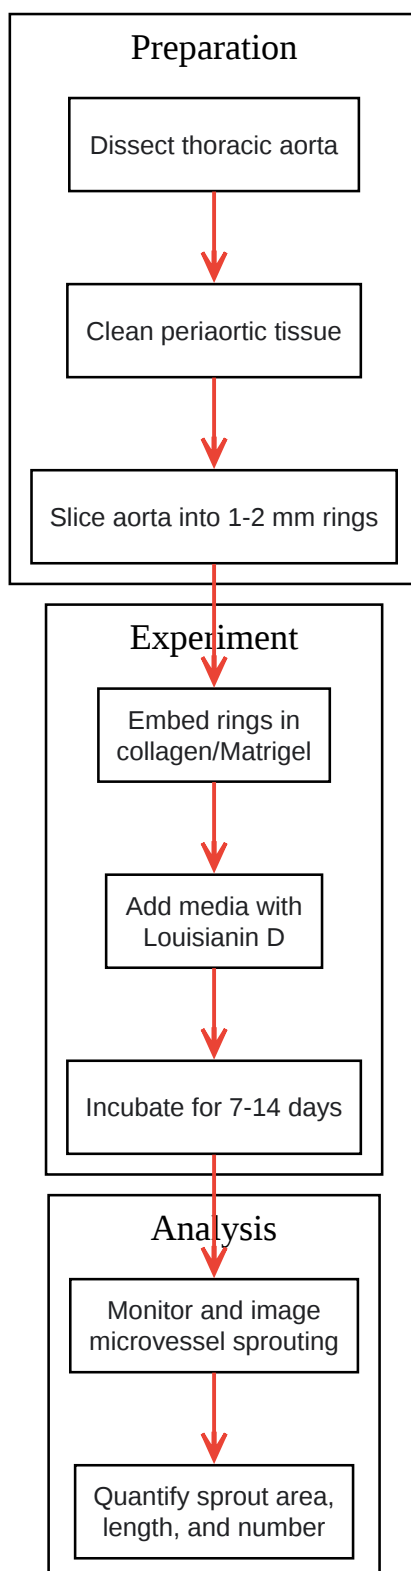 Preparation
Dissect thoracic aorta
Clean periaortic tissue
Slice aorta into 1-2 mm rings
Experiment
Embed rings in
collagen/Matrigel
Add media with
Louisianin D
Incubate for 7-14 days
Analysis
Monitor and image
microvessel sprouting
Quantify sprout area,
length, and number